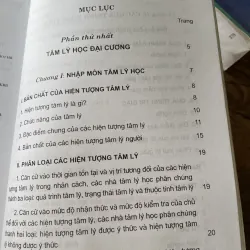 MỤC LỤC
Trang
Phần thứ nhất
TÂM LÝ HỌC ĐẠI CƯƠNG 5
Chương I: NHẬP MÔN TÂM LÝ HỌC 7
I. BẢN CHẤT CỦA HIỆN TƯỢNG TÂM LÝ 7
1. Hiện tượng tâm lý là gì?
2. Chức năng của tâm lý
3. Đặc điểm chung của các hiện tượng tâm lý
4. Bản chất của các hiện tượng tâm lý người
II. PHÂN LOẠI CÁC HIỆN TƯỢNG TÂM LÝ 19
1. Căn cứ vào thời gian tồn tại và vị trí tương đối của các hiện
tượng tâm lý trong nhân cách, các nhà tâm lý học phân
thành ba loại: quá trình tâm lý, trạng thái tâm lý và thuộc tính tâm lý 19
2. Căn cứ vào mức độ nhận thức và mức độ kiểm tra của chủ
thể đối với các hiện tượng tâm lý, các nhà tâm lý học phân
thành hai loại: hiện tượng tâm lý được ý thức và hiện tượng tâm
lý không được ý thức 20